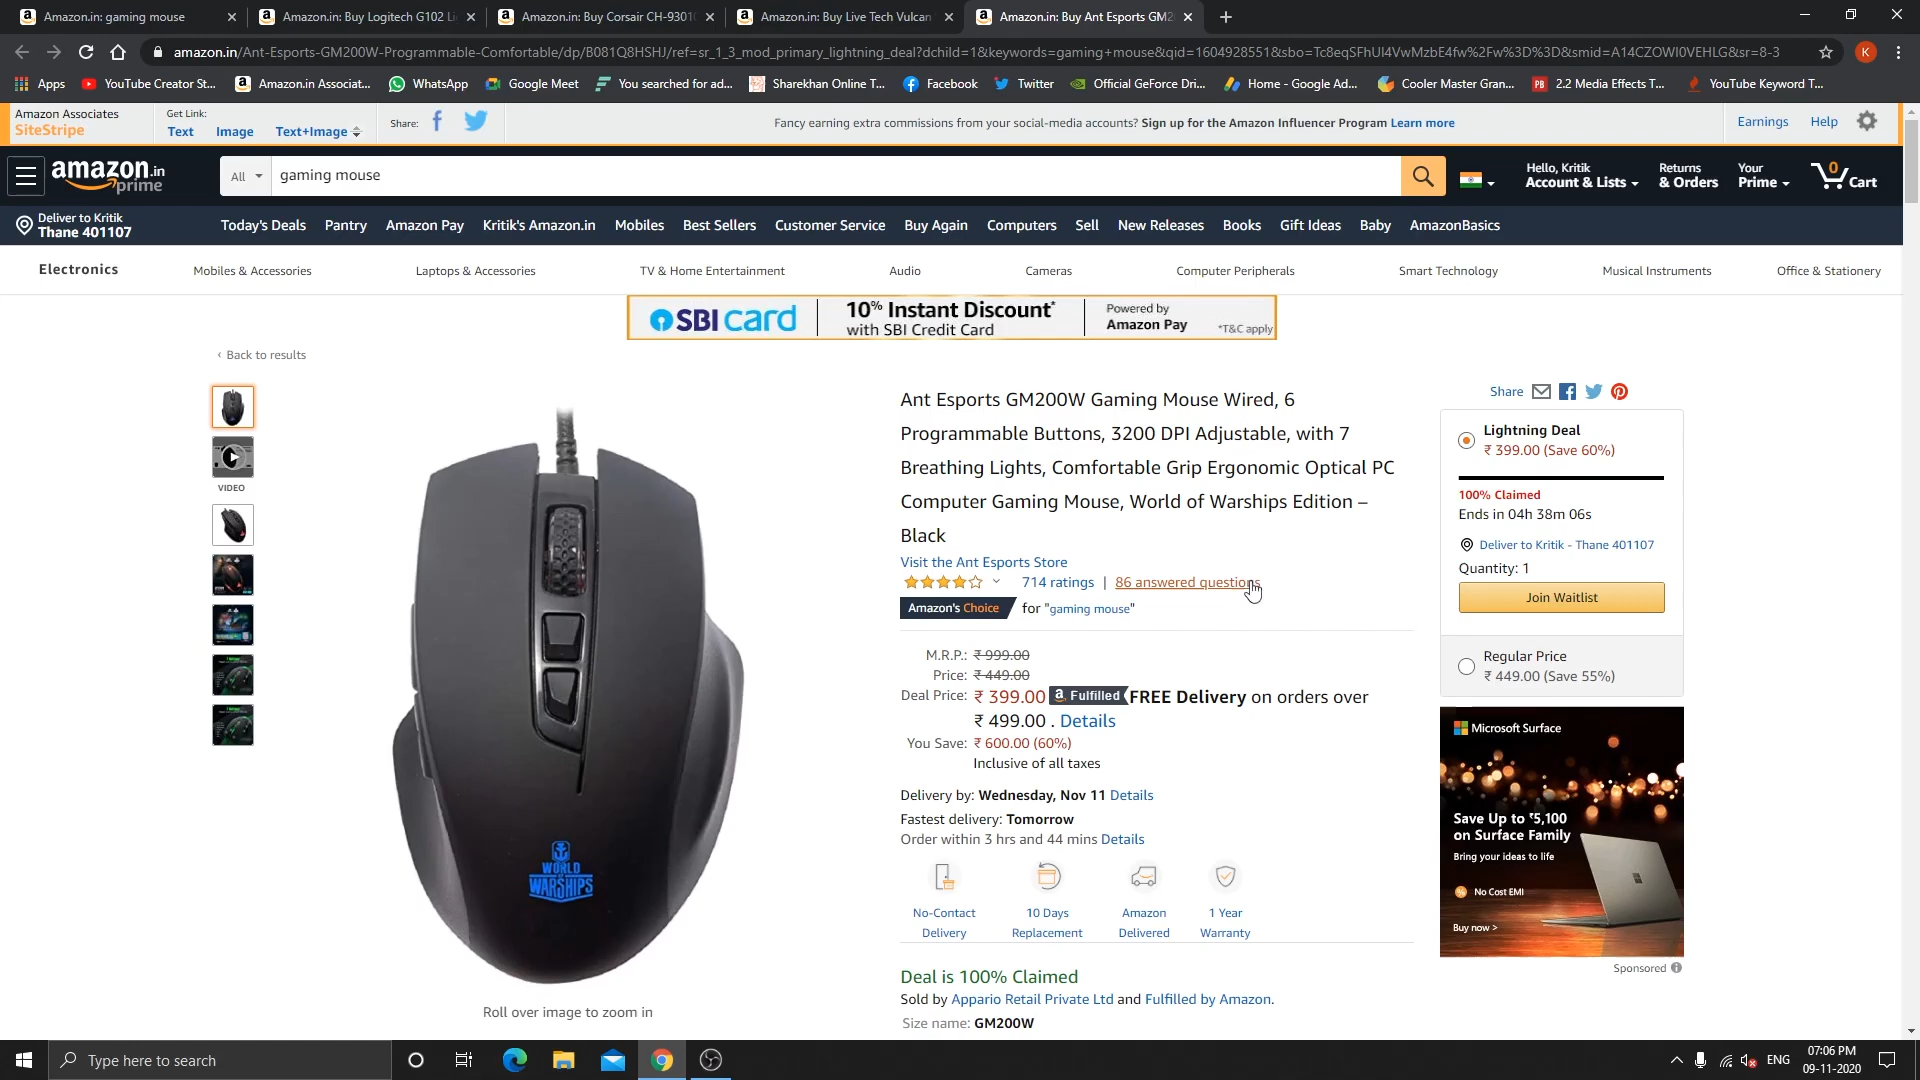 Amazon.in: gaming mouse
Amazon.in: Buy Logitech G102 Li
Amazon.in: Buy Corsair CH-9301
Amazon.in: Buy Live Tech Vulcan
Amazon.in: Buy Ant Esports GM2
amazon.in/Ant-Esports-GM200W-Programmable-Comfortable/dp/B081Q8HSHJ/ref=sr_1_3_mod_primary_lightning_deal?dchild=1&keywords=gaming+mouse&qid=1604928551&sbo=Tc8eqSFhUI4VwMzbE4fw%2Fw%3D%3D&smid=A14CZOWI0VEHLG&sr=8-3
K
Apps
YouTube Creator St...
Amazon.in Associat...
WhatsApp
Google Meet
You searched for ad...
Sharekhan Online T...
Facebook
Twitter
Official GeForce Dri...
Home - Google Ad...
Cooler Master Gran...
2.2 Media Effects T...
YouTube Keyword T...
Amazon Associates
SiteStripe
Get Link:
Text Image Text+Image
Share:
Fancy earning extra commissions from your social-media accounts? Sign up for the Amazon Influencer Program Learn more
Earnings Help
amazon.in
prime
All
gaming mouse
Hello, Kritik
Account & Lists
Returns
& Orders
Your
Prime
0
Cart
Deliver to Kritik
Thane 401107
Today's Deals Pantry Amazon Pay Kritik's Amazon.in Mobiles Best Sellers Customer Service Buy Again Computers Sell New Releases Books Gift Ideas Baby AmazonBasics
Electronics Mobiles & Accessories Laptops & Accessories TV & Home Entertainment Audio Cameras Computer Peripherals Smart Technology Musical Instruments Office & Stationery
SBI card
10% Instant Discount*
with SBI Credit Card
Powered by
Amazon Pay
*T&C apply
‹ Back to results
VIDEO
WORLD
OF
WARSHIPS
Roll over image to zoom in
Ant Esports GM200W Gaming Mouse Wired, 6
Programmable Buttons, 3200 DPI Adjustable, with 7
Breathing Lights, Comfortable Grip Ergonomic Optical PC
Computer Gaming Mouse, World of Warships Edition –
Black
Visit the Ant Esports Store
714 ratings | 86 answered questions
Amazon's Choice for "gaming mouse"
M.R.P.: ₹ 999.00
Price: ₹ 449.00
Deal Price: ₹ 399.00 Fulfilled FREE Delivery on orders over
₹ 499.00 . Details
You Save: ₹ 600.00 (60%)
Inclusive of all taxes
Delivery by: Wednesday, Nov 11 Details
Fastest delivery: Tomorrow
Order within 3 hrs and 44 mins Details
No-Contact
Delivery
10 Days
Replacement
Amazon
Delivered
1 Year
Warranty
Deal is 100% Claimed
Sold by Appario Retail Private Ltd and Fulfilled by Amazon.
Size name: GM200W
Share
Lightning Deal
₹ 399.00 (Save 60%)
100% Claimed
Ends in 04h 38m 06s
Deliver to Kritik - Thane 401107
Quantity: 1
Join Waitlist
Regular Price
₹ 449.00 (Save 55%)
Microsoft Surface
Save Up to ₹5,100
on Surface Family
Bring your ideas to life
No Cost EMI
Buy now >
Sponsored
Type here to search
ENG
07:06 PM
09-11-2020